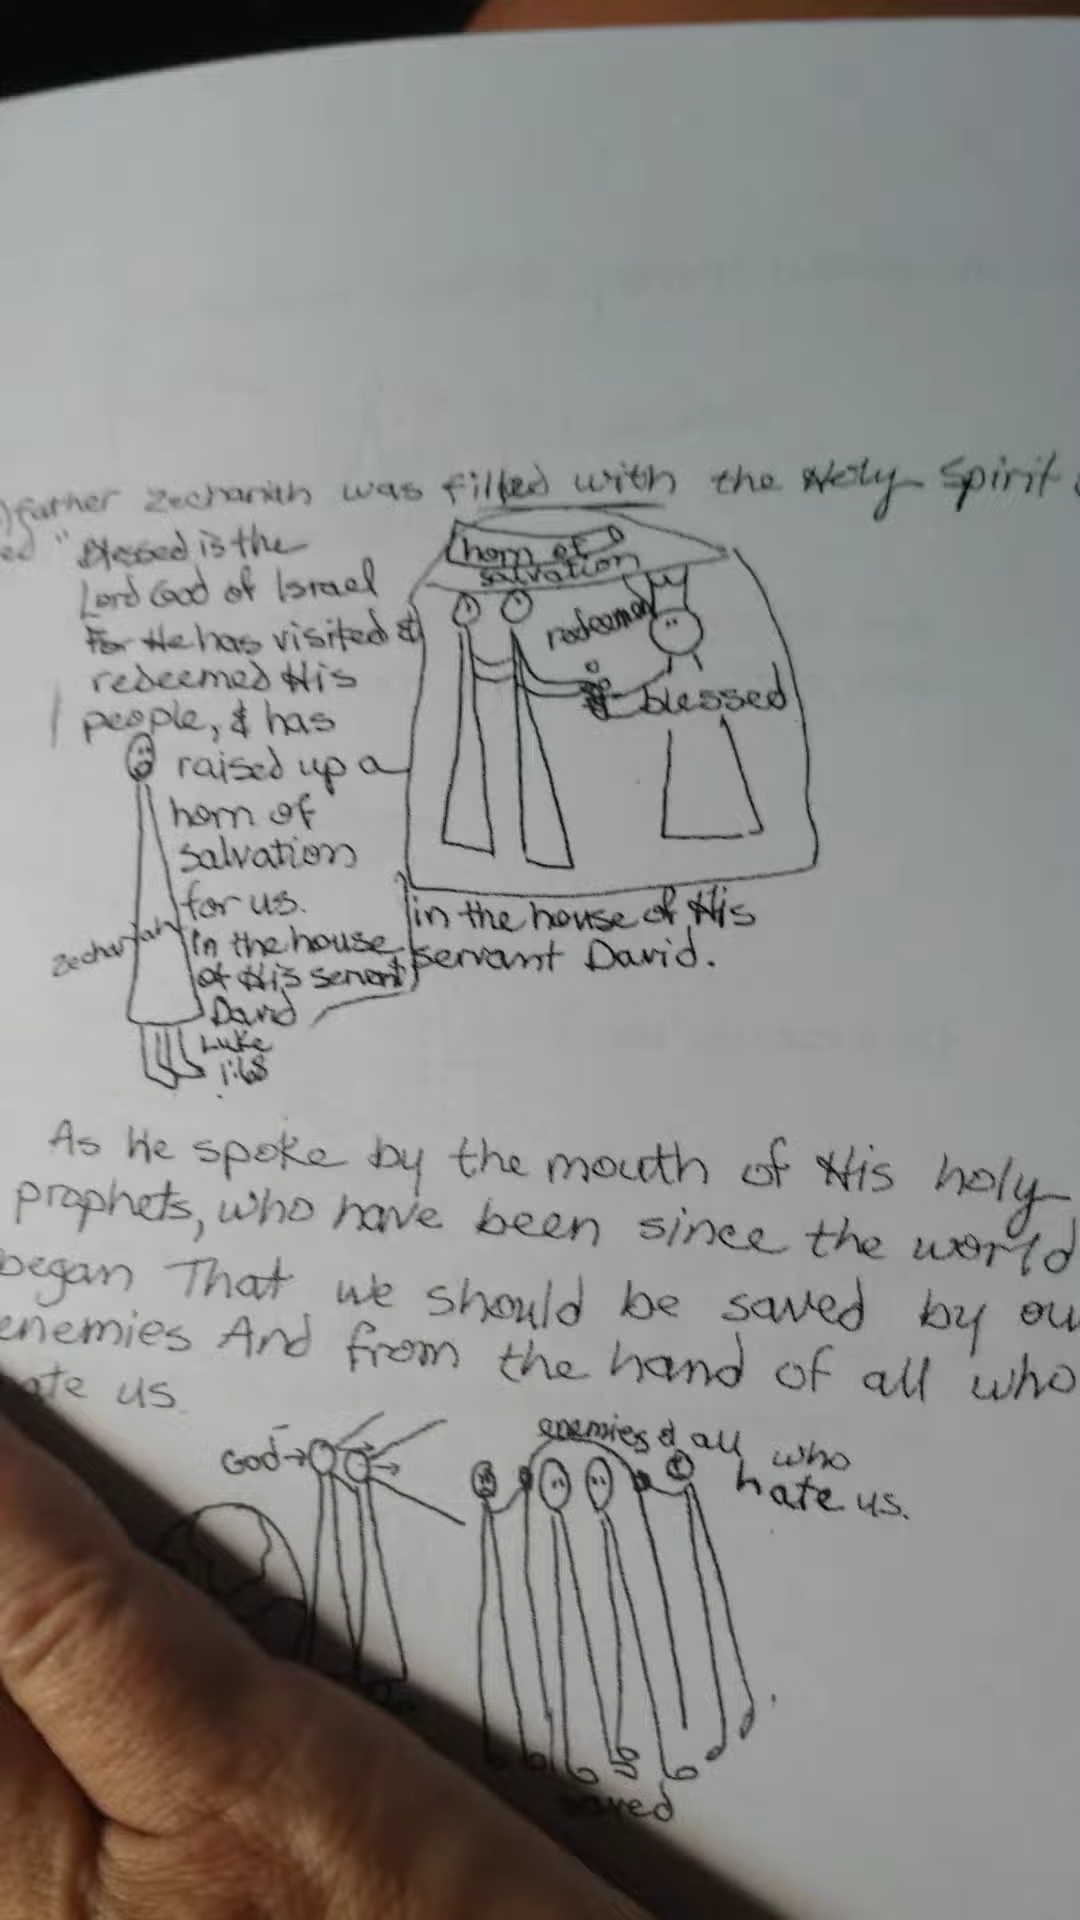 father Zechariah was filled with the Holy Spirit
"Blessed is the
Lord God of Israel
For He has visited &
redeemed His
people, & has
raised up a
horn of
salvation
for us.
In the house
of His servant
David
Luke
1:68
Zechariah
horn of
salvation
redeemed
blessed
in the house of His
servant David.
As He spoke by the mouth of His holy
prophets, who have been since the world
began That we should be saved by ou
enemies And from the hand of all who
ate us.
God
enemies & all who
hate us.
saved